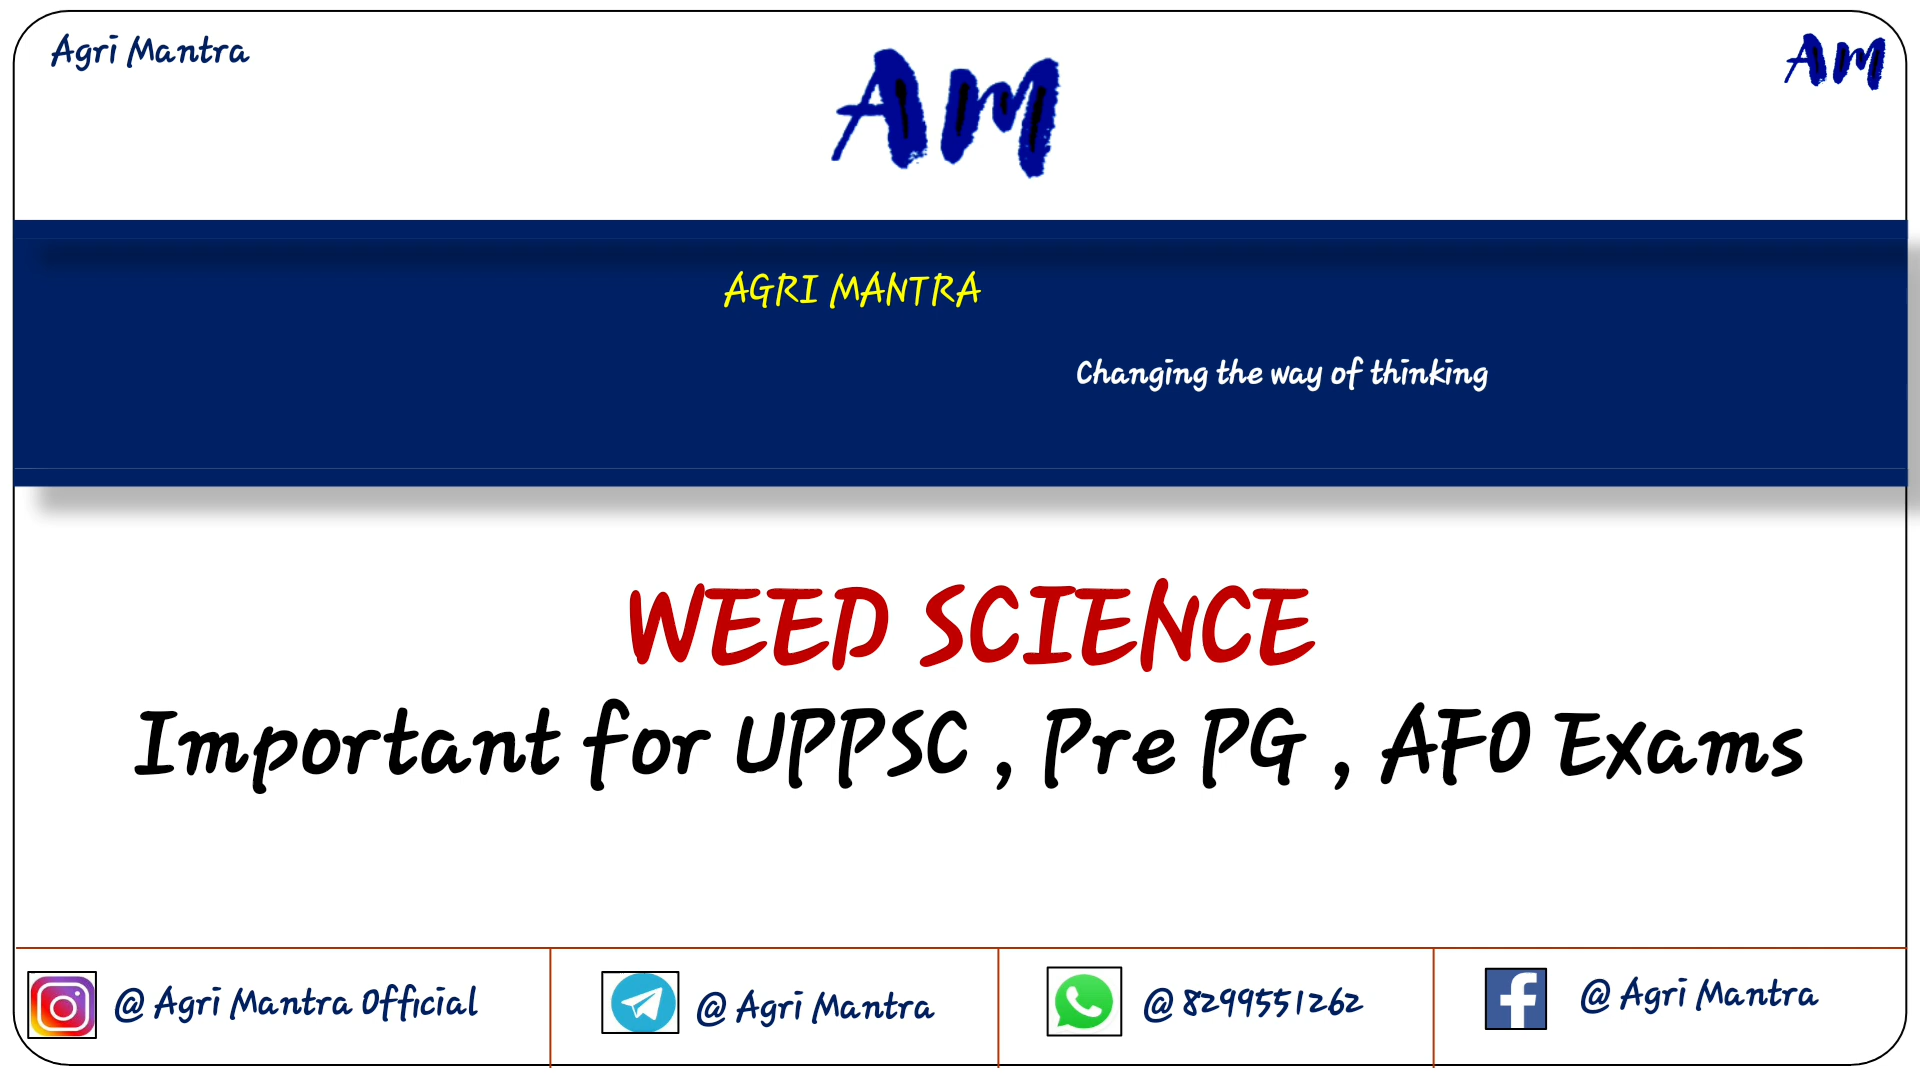 Agri Mantra
AM
AM
AGRI MANTRA
Changing the way of thinking
WEED SCIENCE
Important for UPPSC , Pre PG , AFO Exams
@ Agri Mantra Official
@ Agri Mantra
@ 8299551262
@ Agri Mantra